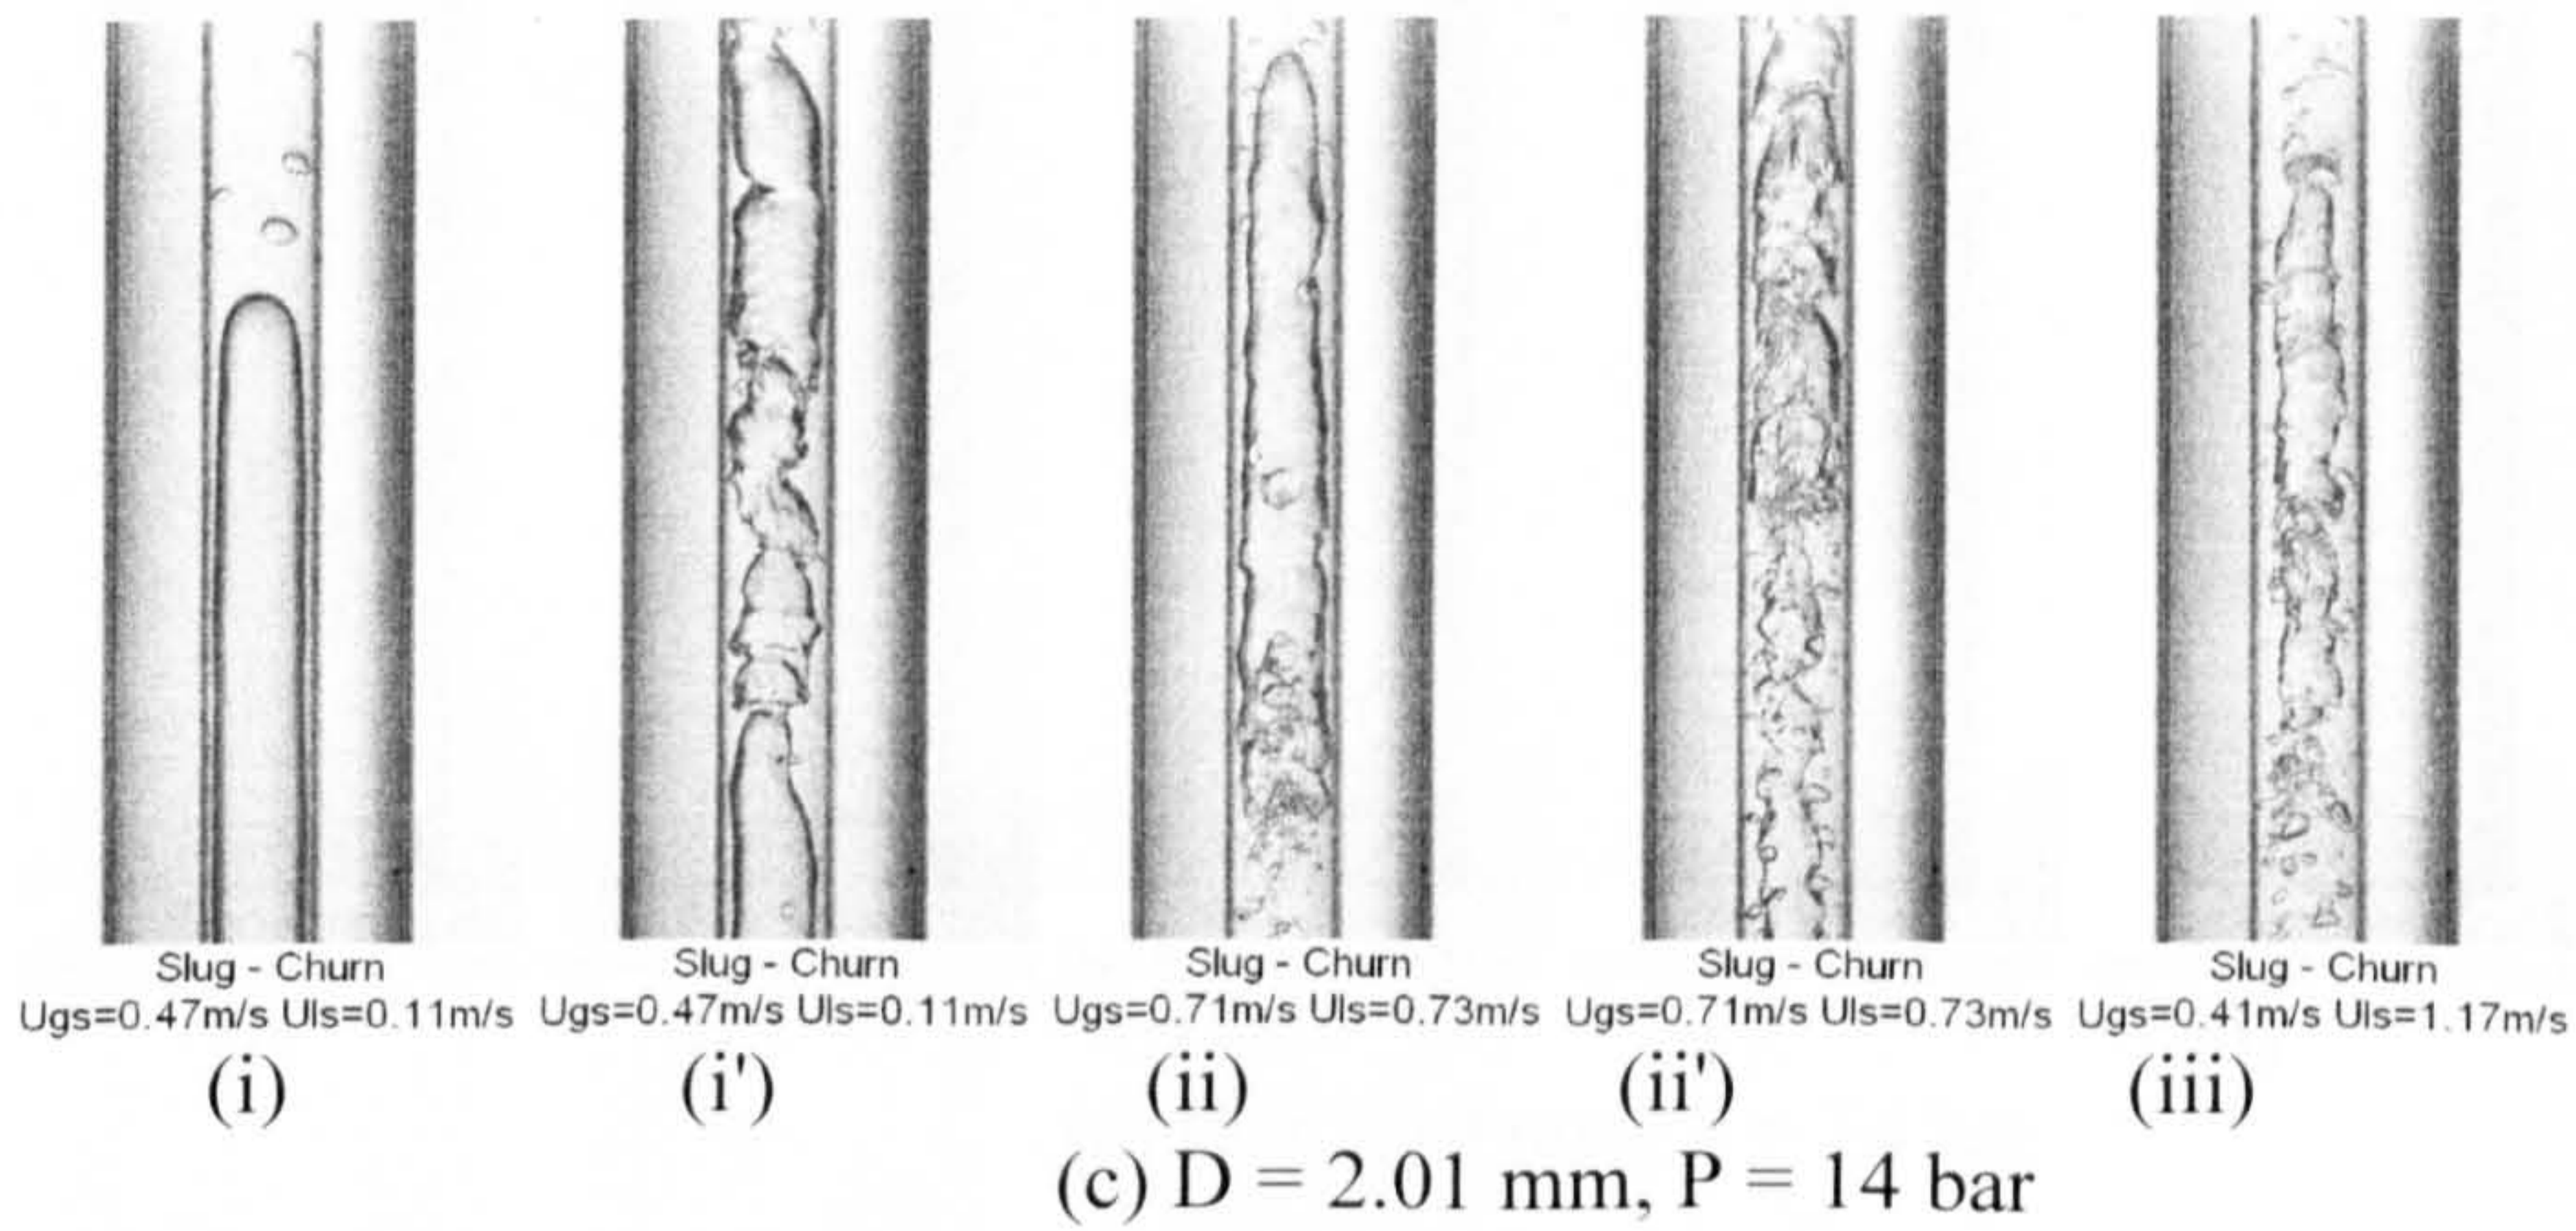 Slug - Churn Slug - Churn Slug - Churn Slug - Churn Slug - Churn
Ugs=0.47m/s Uls=0.11m/s Ugs=0.47m/s Uls=0.11m/s Ugs=0.71m/s Uls=0.73m/s Ugs=0.71m/s Uls=0.73m/s Ugs=0.41m/s Uls=1.17m/s
(i) (i') (ii) (ii') (iii)
(c) D = 2.01 mm, P = 14 bar